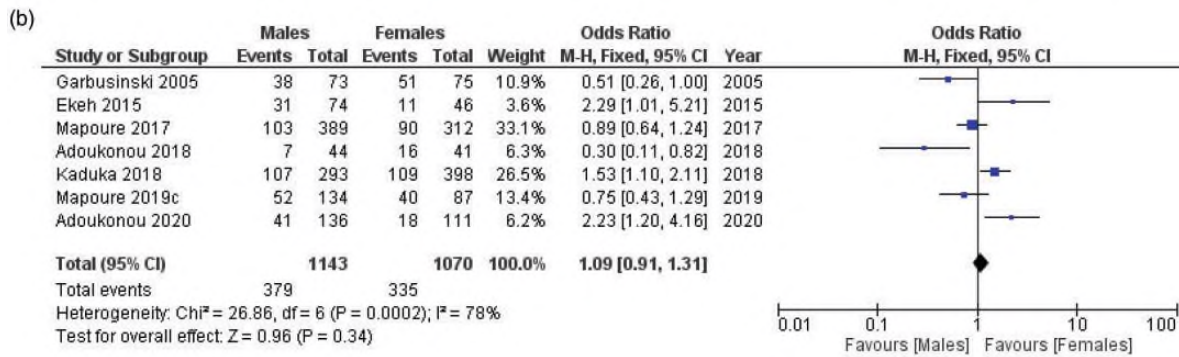 (b)
Males Females Odds Ratio Odds Ratio
Study or Subgroup Events Total Events Total Weight M-H, Fixed, 95% CI Year M-H, Fixed, 95% CI
Garbusinski 2005 38 73 51 75 10.9% 0.51 [0.26, 1.00] 2005
Ekeh 2015 31 74 11 46 3.6% 2.29 [1.01, 5.21] 2015
Mapoure 2017 103 389 90 312 33.1% 0.89 [0.64, 1.24] 2017
Adoukonou 2018 7 44 16 41 6.3% 0.30 [0.11, 0.82] 2018
Kaduka 2018 107 293 109 398 26.5% 1.53 [1.10, 2.11] 2018
Mapoure 2019c 52 134 40 87 13.4% 0.75 [0.43, 1.29] 2019
Adoukonou 2020 41 136 18 111 6.2% 2.23 [1.20, 4.16] 2020
Total (95% CI) 1143 1070 100.0% 1.09 [0.91, 1.31]
Total events 379 335
Heterogeneity: Chi² = 26.86, df = 6 (P = 0.0002); I² = 78%
Test for overall effect: Z = 0.96 (P = 0.34)
0.01 0.1 1 10 100
Favours [Males] Favours [Females]